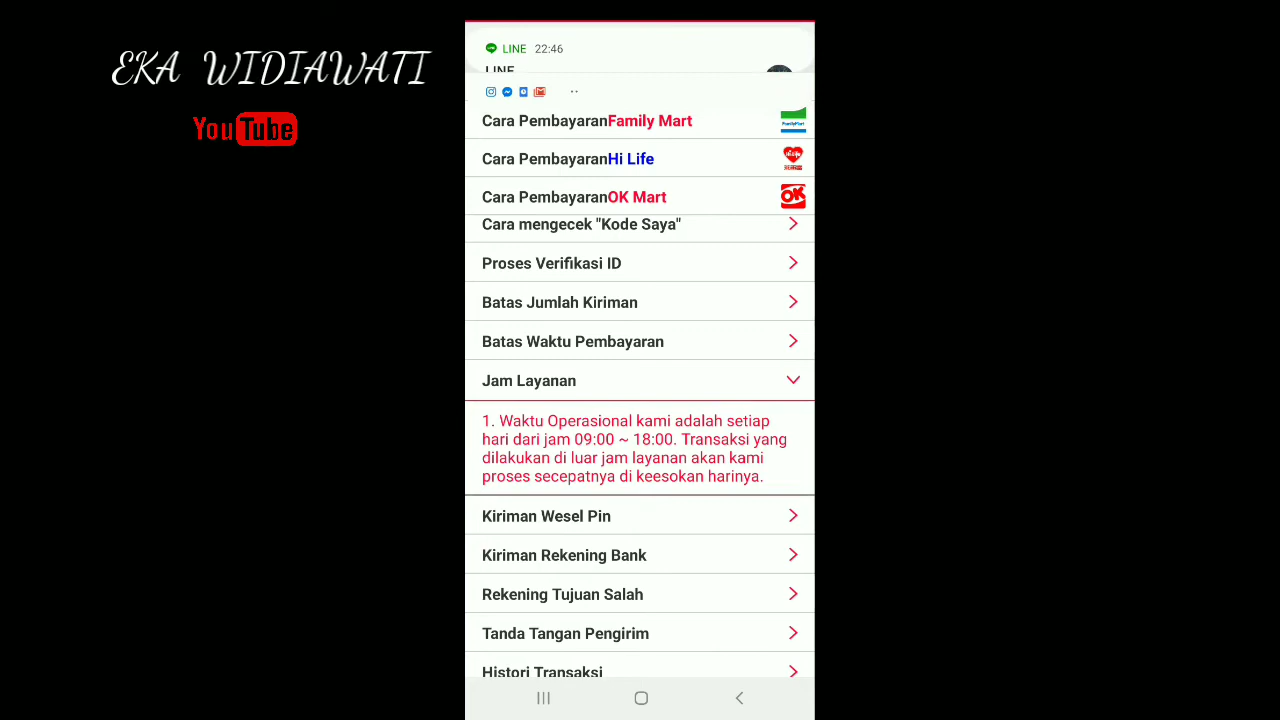 EKA WIDIAWATI
YouTube
LINE 22:46
LINE
Cara PembayaranFamily Mart
FamilyMart
Cara PembayaranHi Life
Cara PembayaranOK Mart
OK
Cara mengecek "Kode Saya"
Proses Verifikasi ID
Batas Jumlah Kiriman
Batas Waktu Pembayaran
Jam Layanan
1. Waktu Operasional kami adalah setiap
hari dari jam 09:00 ~ 18:00. Transaksi yang
dilakukan di luar jam layanan akan kami
proses secepatnya di keesokan harinya.
Kiriman Wesel Pin
Kiriman Rekening Bank
Rekening Tujuan Salah
Tanda Tangan Pengirim
Histori Transaksi